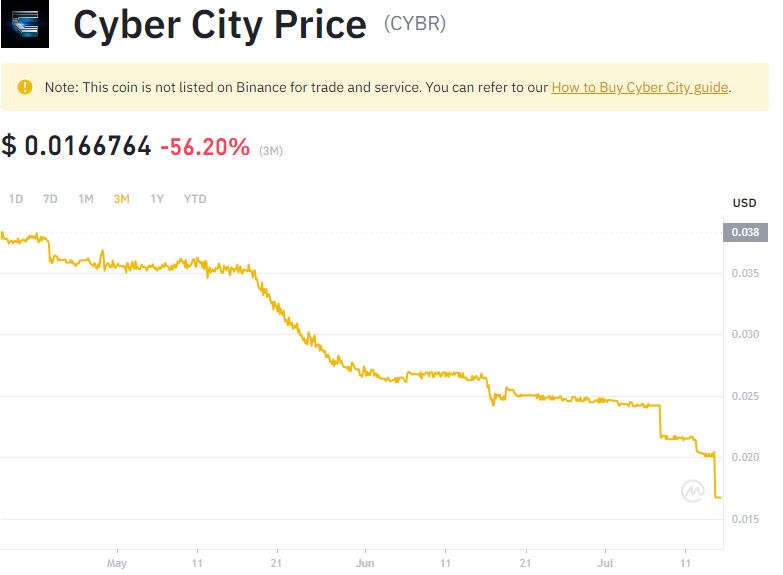 Cyber City Price (CYBR)
Note: This coin is not listed on Binance for trade and service. You can refer to our How to Buy Cyber City guide.
$ 0.0166764 -56.20% (3M)
1D 7D 1M 3M 1Y YTD
USD
0.038
0.035
0.030
0.025
0.020
0.015
May 11 21 Jun 11 21 Jul 11